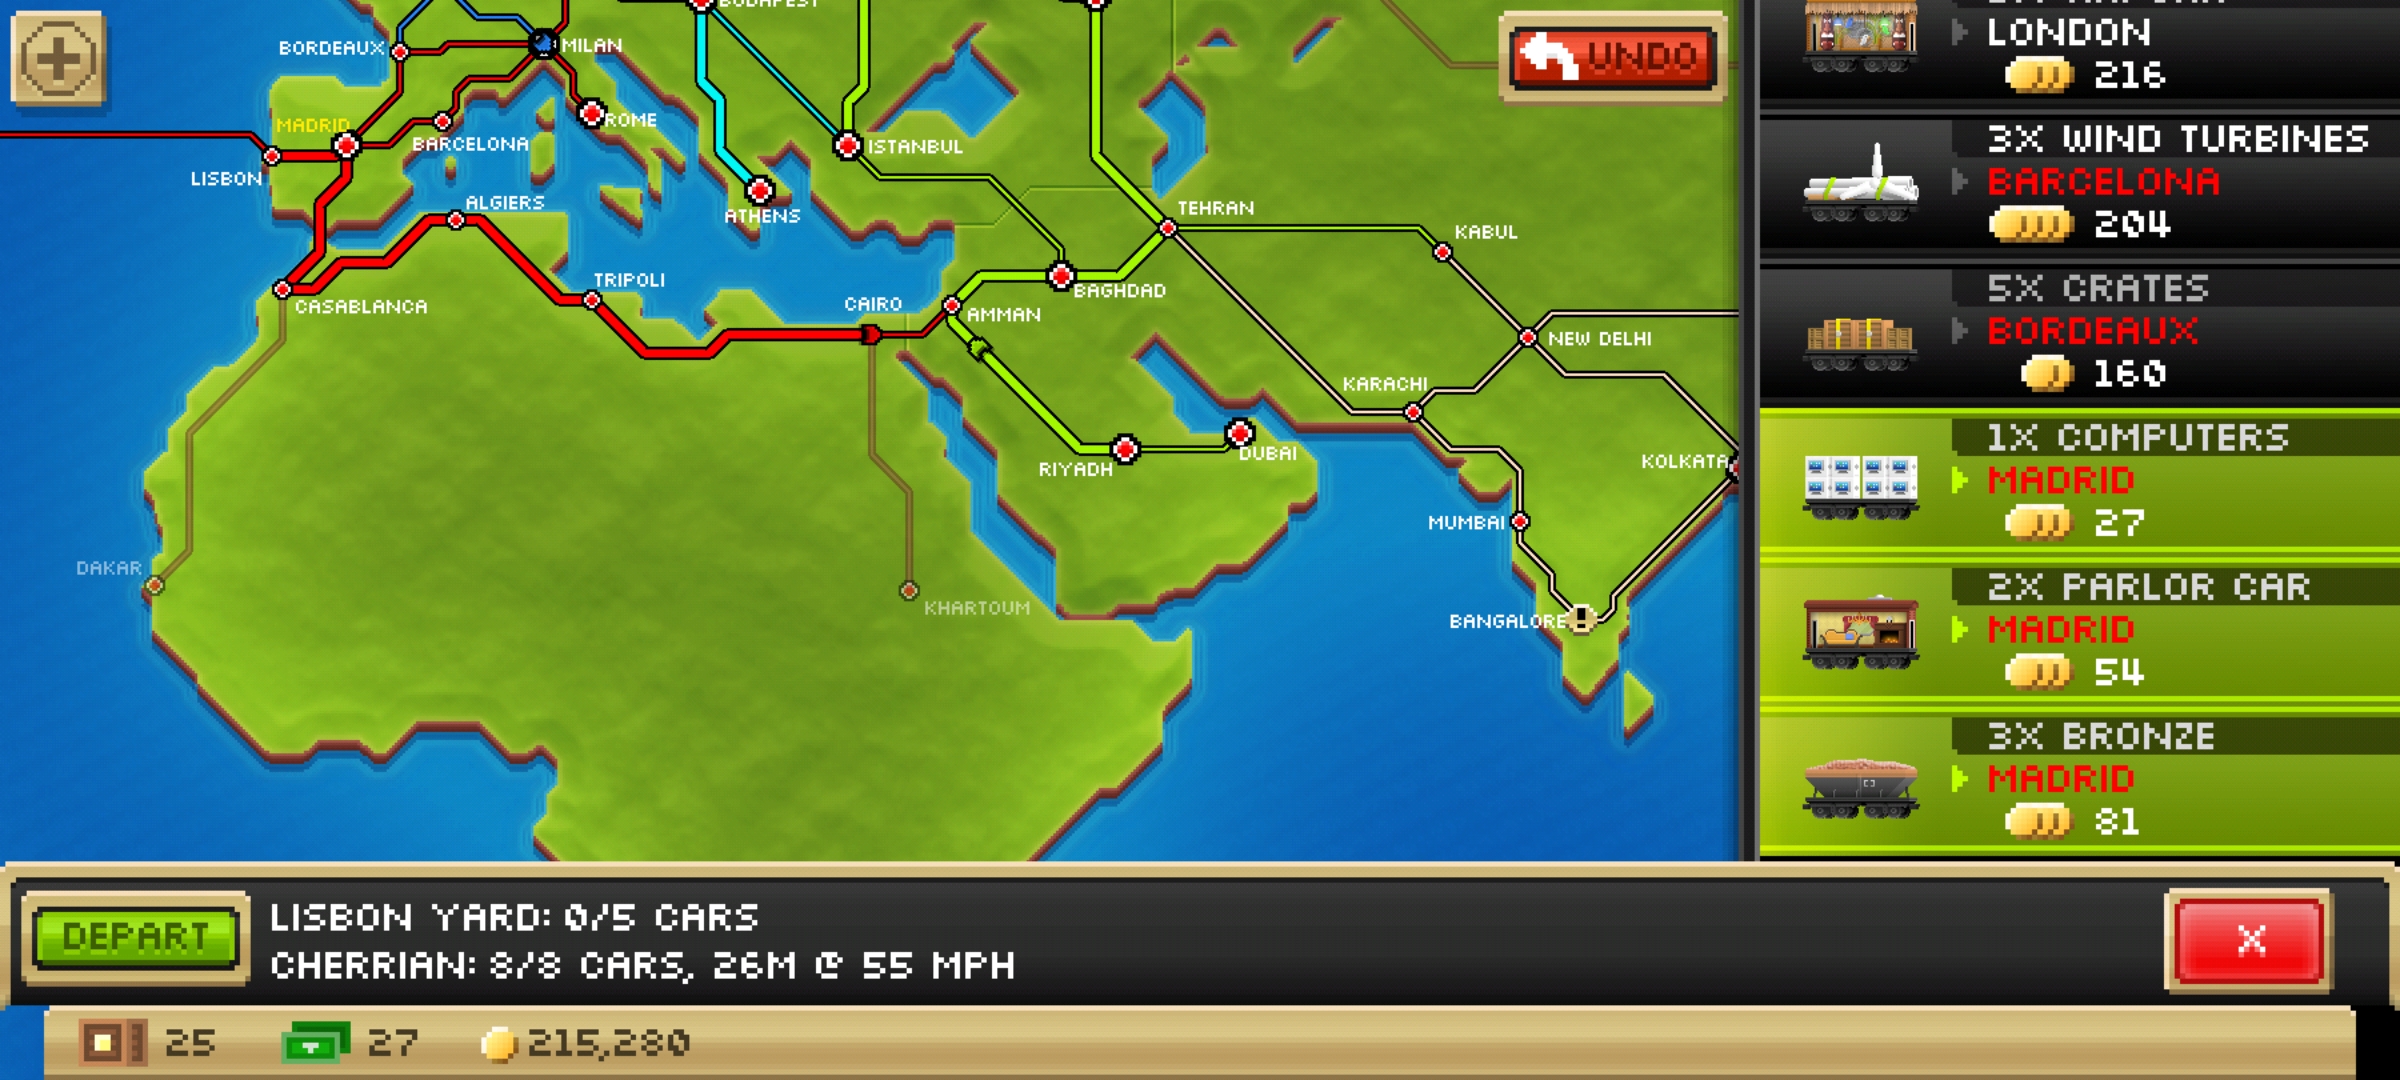 BUDAPEST
BORDEAUX
MILAN
UNDO
MADRID
ROME
BARCELONA
ISTANBUL
LISBON
ALGIERS
ATHENS
TEHRAN
KABUL
TRIPOLI
CASABLANCA
CAIRO
BAGHDAD
AMMAN
NEW DELHI
KARACHI
RIYADH
DUBAI
KOLKATA
MUMBAI
DAKAR
KHARTOUM
BANGALORE
!
LONDON
216
3X WIND TURBINES
BARCELONA
204
5X CRATES
BORDEAUX
160
1X COMPUTERS
MADRID
27
2X PARLOR CAR
MADRID
54
3X BRONZE
MADRID
81
DEPART
LISBON YARD: 0/5 CARS
CHERRIAN: 8/8 CARS, 26M @ 55 MPH
X
25
27
215,280